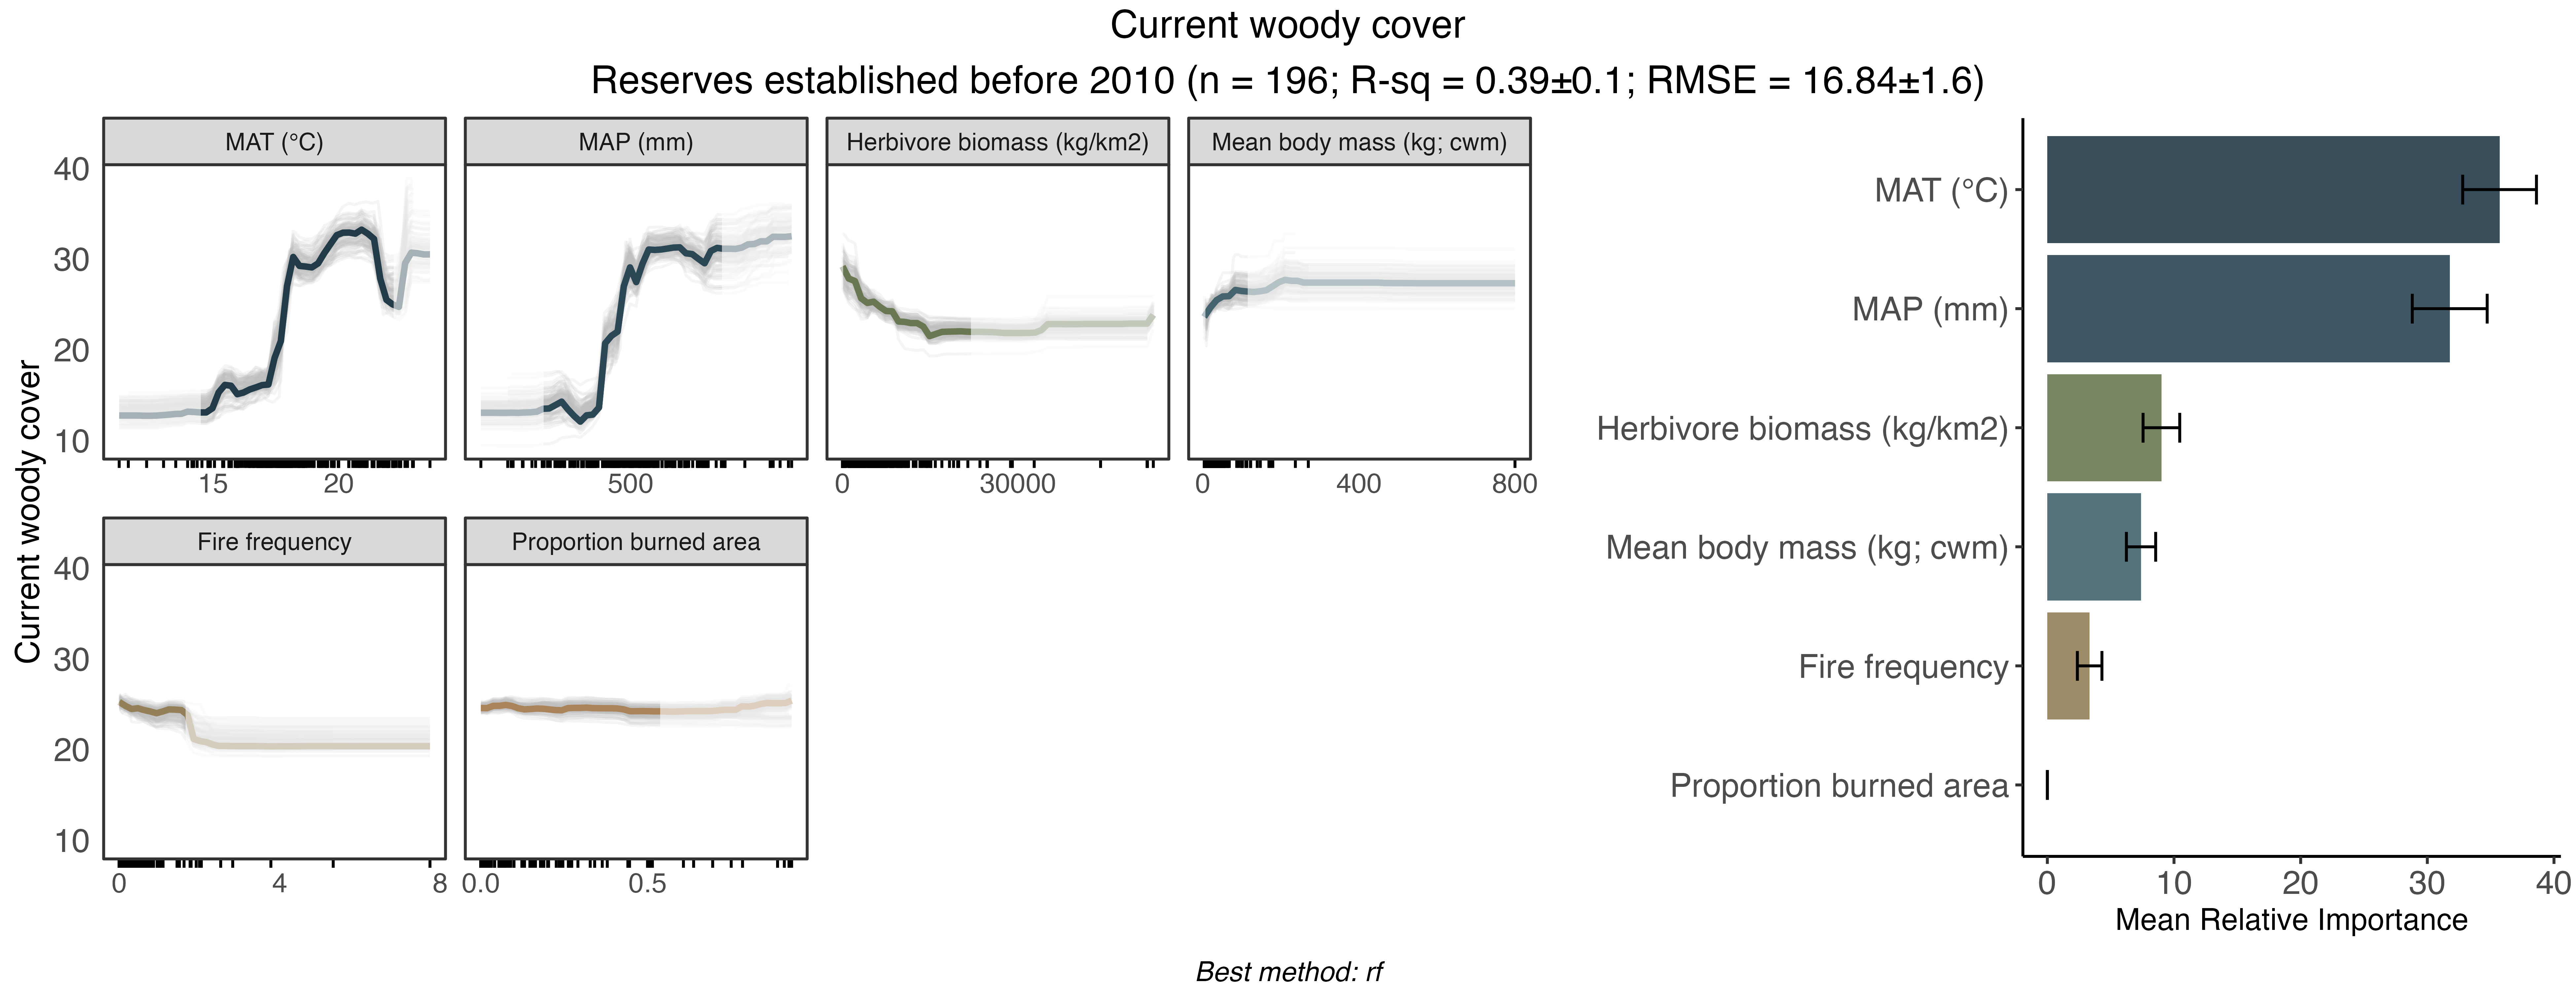 Current woody cover
Reserves established before 2010 (n = 196; R-sq = 0.39±0.1; RMSE = 16.84±1.6)
Current woody cover
MAT (°C)
MAP (mm)
Herbivore biomass (kg/km2)
Mean body mass (kg; cwm)
40
30
20
10
15 20
500
0 30000
0 400 800
Fire frequency
Proportion burned area
40
30
20
10
0 4 8
0.0 0.5
MAT (°C)
MAP (mm)
Herbivore biomass (kg/km2)
Mean body mass (kg; cwm)
Fire frequency
Proportion burned area
0 10 20 30 40
Mean Relative Importance
Best method: rf